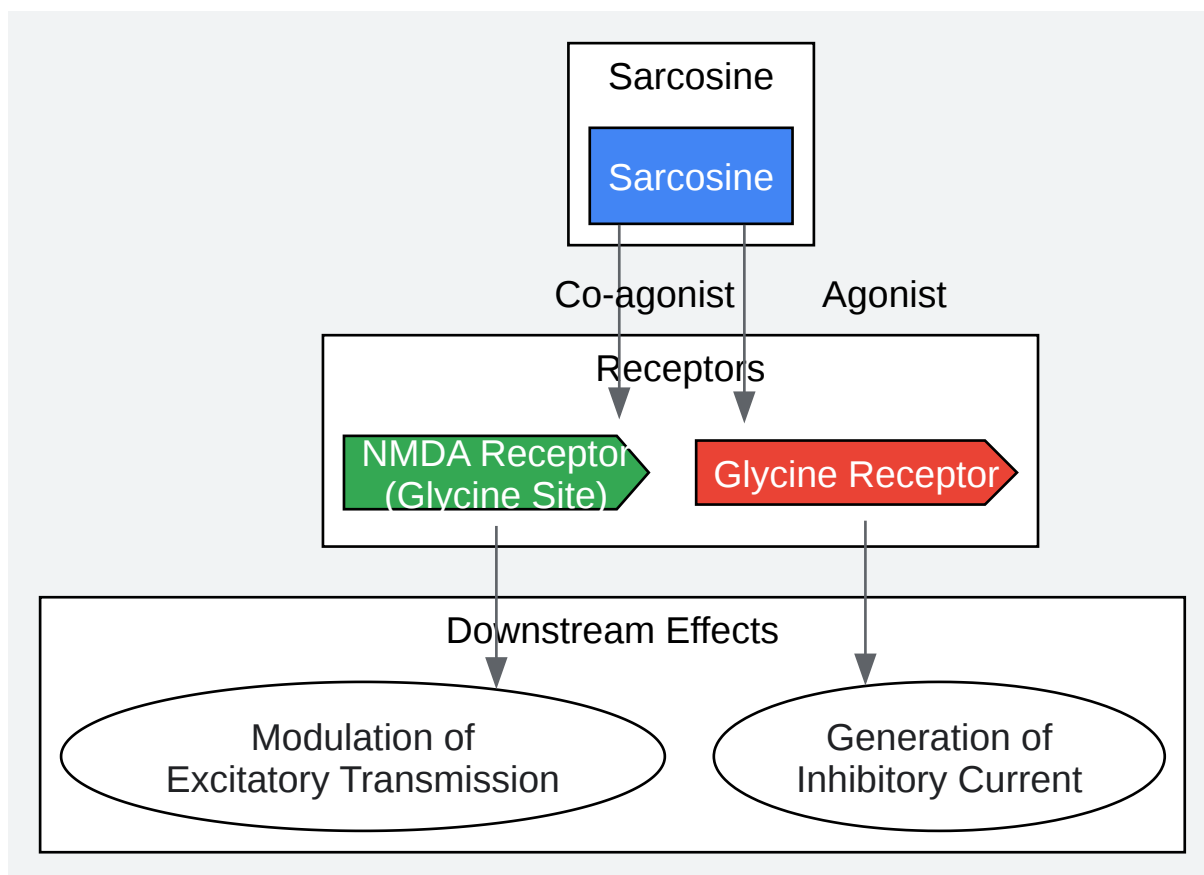 Sarcosine
Sarcosine
Co-agonist
Agonist
Receptors
NMDA Receptor
(Glycine Site)
Glycine Receptor
Downstream Effects
Modulation of
Excitatory Transmission
Generation of
Inhibitory Current